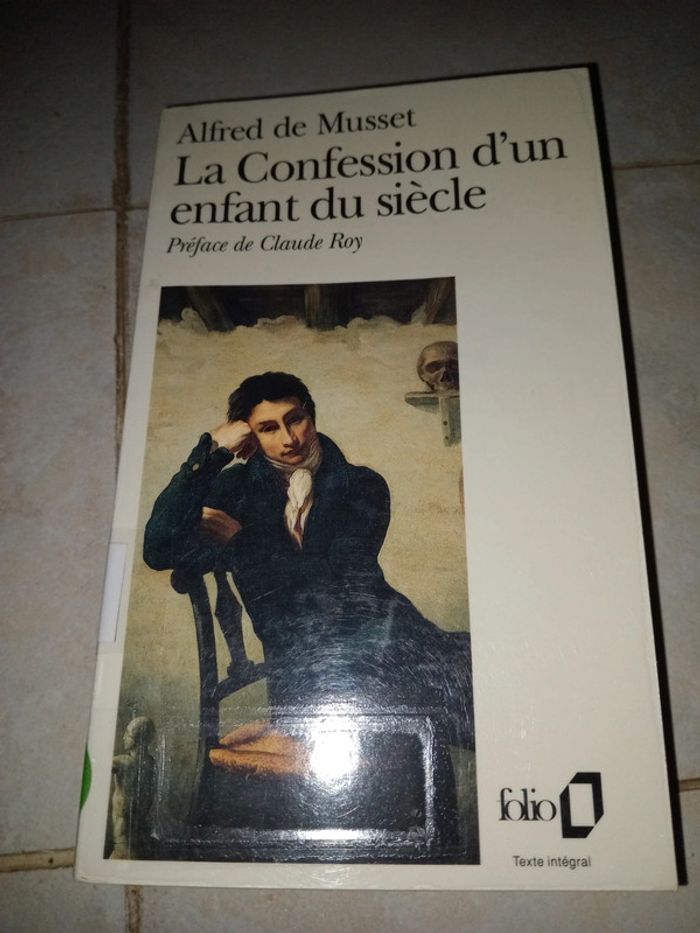 Alfred de Musset
La Confession d'un
enfant du siècle
Préface de Claude Roy
folio
Texte intégral